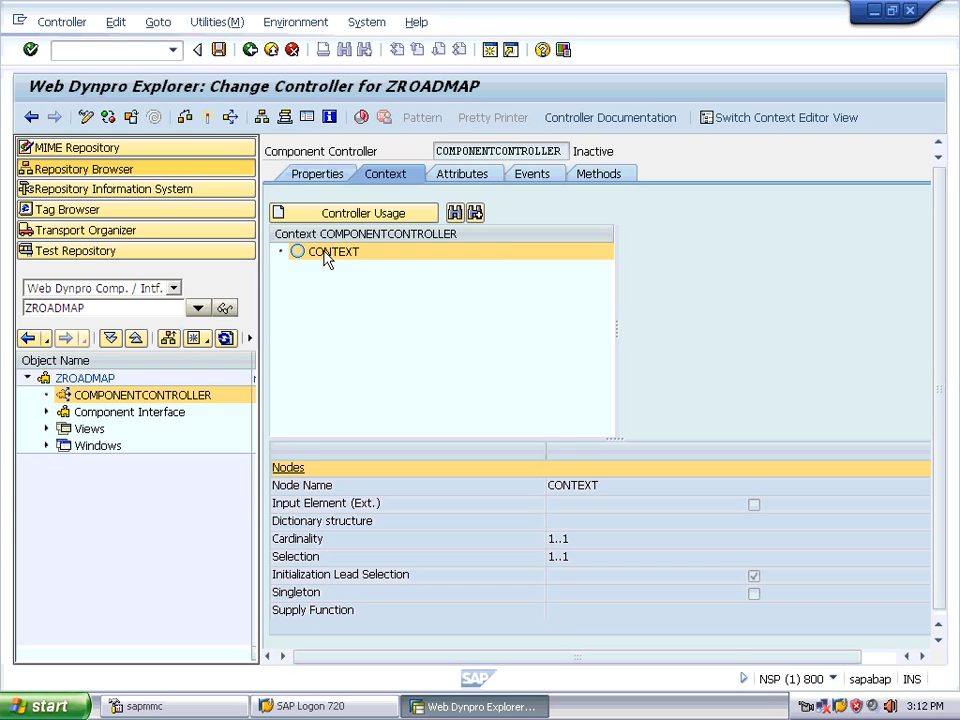 Controller Edit Goto Utilities(M) Environment System Help
Web Dynpro Explorer: Change Controller for ZROADMAP
Pattern Pretty Printer Controller Documentation Switch Context Editor View
MIME Repository
Repository Browser
Repository Information System
Tag Browser
Transport Organizer
Test Repository
Web Dynpro Comp. / Intf.
ZROADMAP
Object Name
ZROADMAP
COMPONENTCONTROLLER
Component Interface
Views
Windows
Component Controller COMPONENTCONTROLLER Inactive
Properties Context Attributes Events Methods
Controller Usage
Context COMPONENTCONTROLLER
CONTEXT
Nodes
Node Name CONTEXT
Input Element (Ext.)
Dictionary structure
Cardinality 1..1
Selection 1..1
Initialization Lead Selection
Singleton
Supply Function
SAP NSP (1) 800 sapabap INS
start sapmmc SAP Logon 720 Web Dynpro Explorer... 3:12 PM